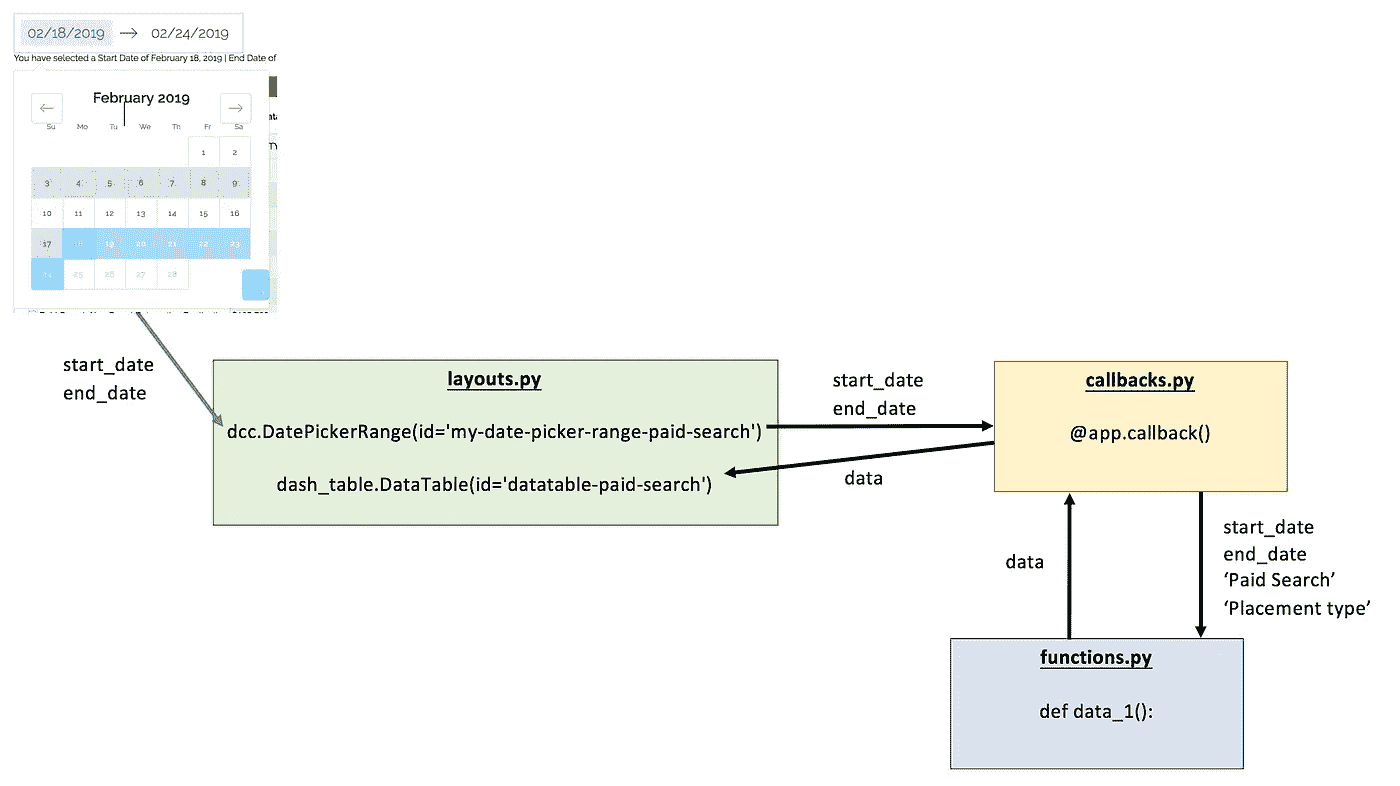 02/18/2019 → 02/24/2019
You have selected a Start Date of February 18, 2019 | End Date of
February 2019
Su Mo Tu We Th Fr Sa
1 2
3 4 5 6 7 8 9
10 11 12 13 14 15 16
17 18 19 20 21 22 23
24 25 26 27 28
start_date
end_date
layouts.py
dcc.DatePickerRange(id='my-date-picker-range-paid-search')
dash_table.DataTable(id='datatable-paid-search')
start_date
end_date
data
callbacks.py
@app.callback()
data
start_date
end_date
‘Paid Search’
‘Placement type’
functions.py
def data_1():